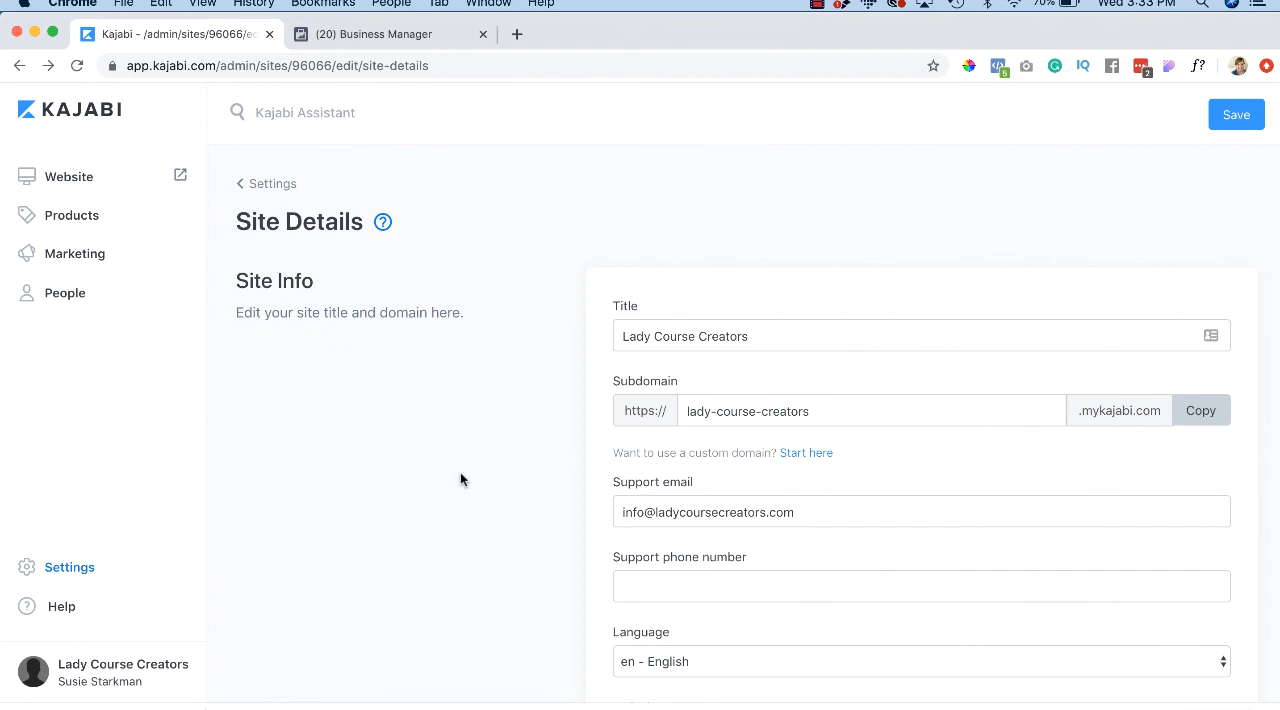 Chrome File Edit View History Bookmarks People Tab Window Help 70% Wed 3:33 PM
Kajabi - /admin/sites/96066/ec (20) Business Manager
app.kajabi.com/admin/sites/96066/edit/site-details 5 IQ 2 f?
KAJABI Kajabi Assistant Save
Website
Products
Marketing
People
Settings
Site Details ?
Site Info
Edit your site title and domain here.
Title
Lady Course Creators
Subdomain
https:// lady-course-creators .mykajabi.com Copy
Want to use a custom domain? Start here
Support email
info@ladycoursecreators.com
Support phone number
Language
en - English
Settings
? Help
Lady Course Creators
Susie Starkman